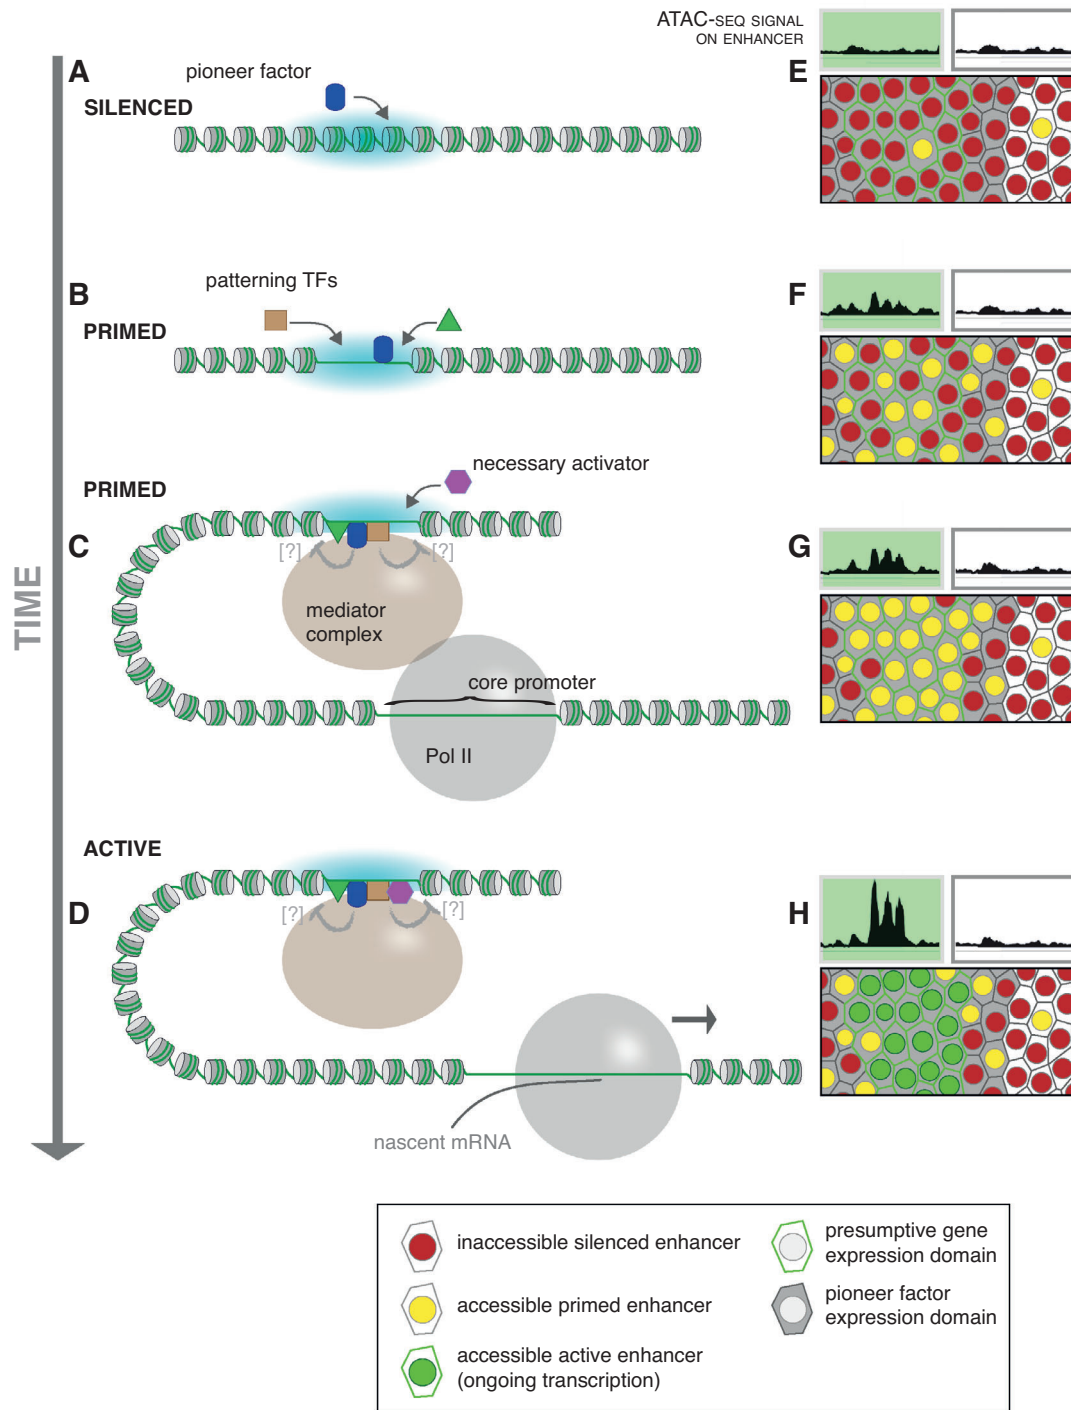 ATAC-SEQ SIGNAL
ON ENHANCER
A
SILENCED
pioneer factor
E
B
PRIMED
patterning TFs
F
PRIMED
necessary activator
C
[?]
[?]
mediator
complex
core promoter
Pol II
G
TIME
ACTIVE
D
[?]
[?]
nascent mRNA
H
inaccessible silenced enhancer
accessible primed enhancer
accessible active enhancer
(ongoing transcription)
presumptive gene
expression domain
pioneer factor
expression domain